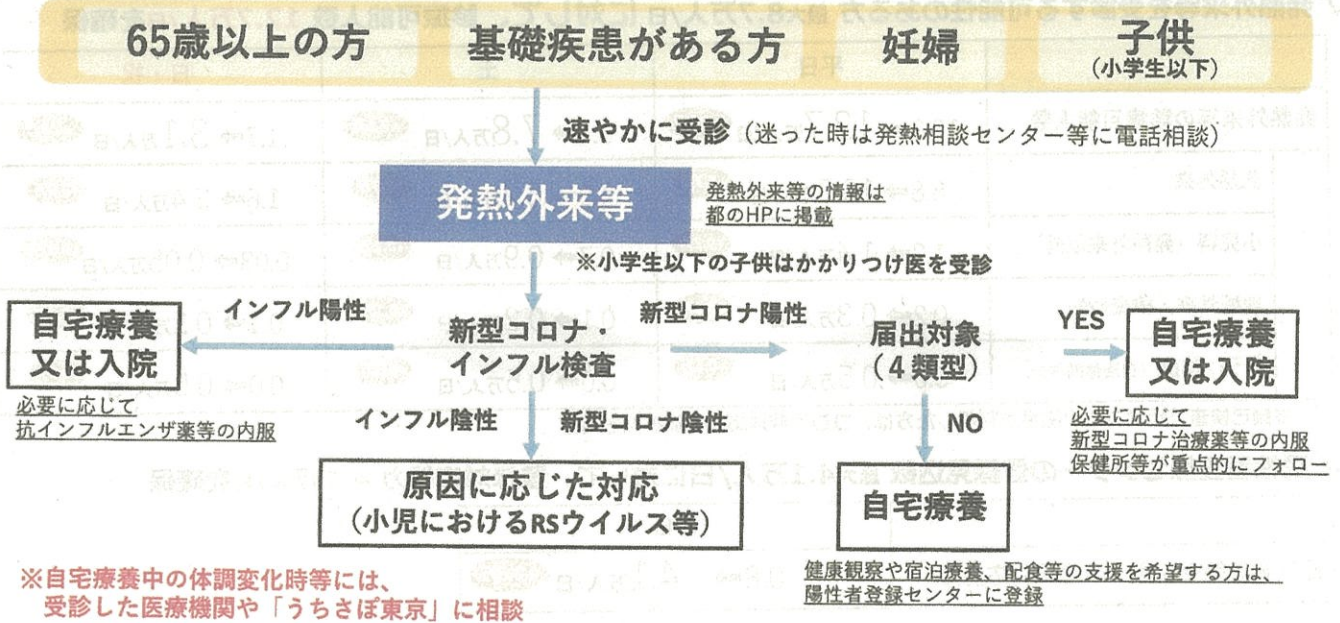 65歳以上の方
基礎疾患がある方
妊婦
子供
(小学生以下)
速やかに受診（迷った時は発熱相談センター等に電話相談）
発熱外来等
発熱外来等の情報は
都のHPに掲載
※小学生以下の子供はかかりつけ医を受診
インフル陽性
新型コロナ陽性
YES
自宅療養
又は入院
新型コロナ・
インフル検査
届出対象
（４類型）
自宅療養
又は入院
必要に応じて
抗インフルエンザ薬等の内服
インフル陰性
新型コロナ陰性
NO
必要に応じて
新型コロナ治療薬等の内服
保健所等が重点的にフォロー
原因に応じた対応
（小児におけるRSウイルス等）
自宅療養
※自宅療養中の体調変化時等には、
受診した医療機関や「うちさぽ東京」に相談
健康観察や宿泊療養、配食等の支援を希望する方は、
陽性者登録センターに登録